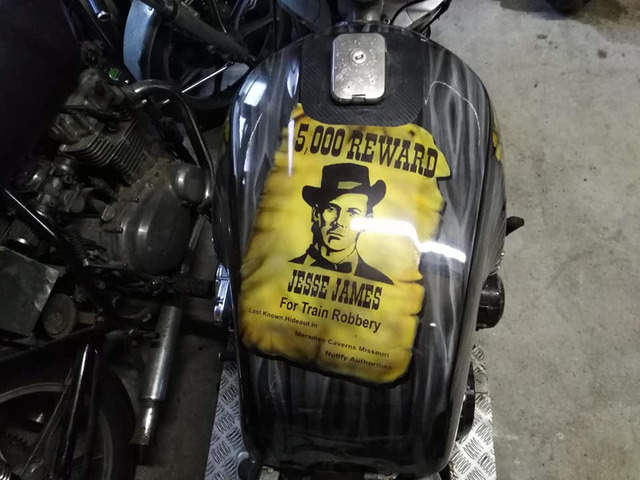 5,000 REWARD
JESSE JAMES
For Train Robbery
Last Known Hideout in
Meramec Caverns Missouri
Notify Authorities